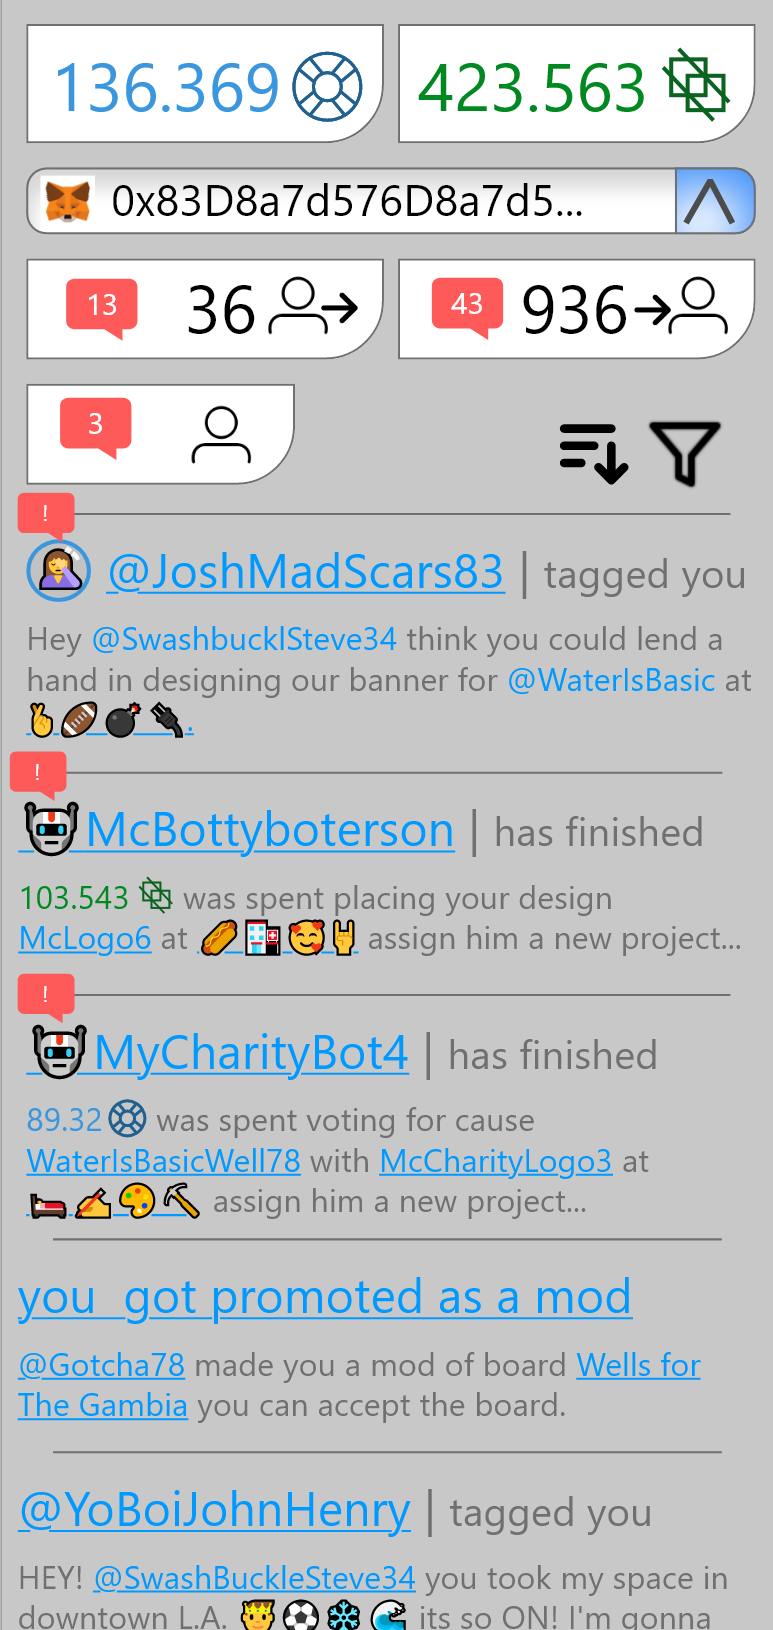 136.369 423.563
0x83D8a7d576D8a7d5...
13 36 43 936
3
!
@JoshMadScars83 | tagged you
Hey @SwashbucklSteve34 think you could lend a
hand in designing our banner for @WaterIsBasic at
🤞🏈💣🔌.
!
McBottyboterson | has finished
103.543 was spent placing your design
McLogo6 at 🌭🏩🥰🤘 assign him a new project...
!
MyCharityBot4 | has finished
89.32 was spent voting for cause
WaterIsBasicWell78 with McCharityLogo3 at
🛏️✍️🎨⛏️ assign him a new project...
you got promoted as a mod
@Gotcha78 made you a mod of board Wells for
The Gambia you can accept the board.
@YoBoiJohnHenry | tagged you
HEY! @SwashBuckleSteve34 you took my space in
downtown L.A. 🤴⚽❄️🌊 its so ON! I'm gonna